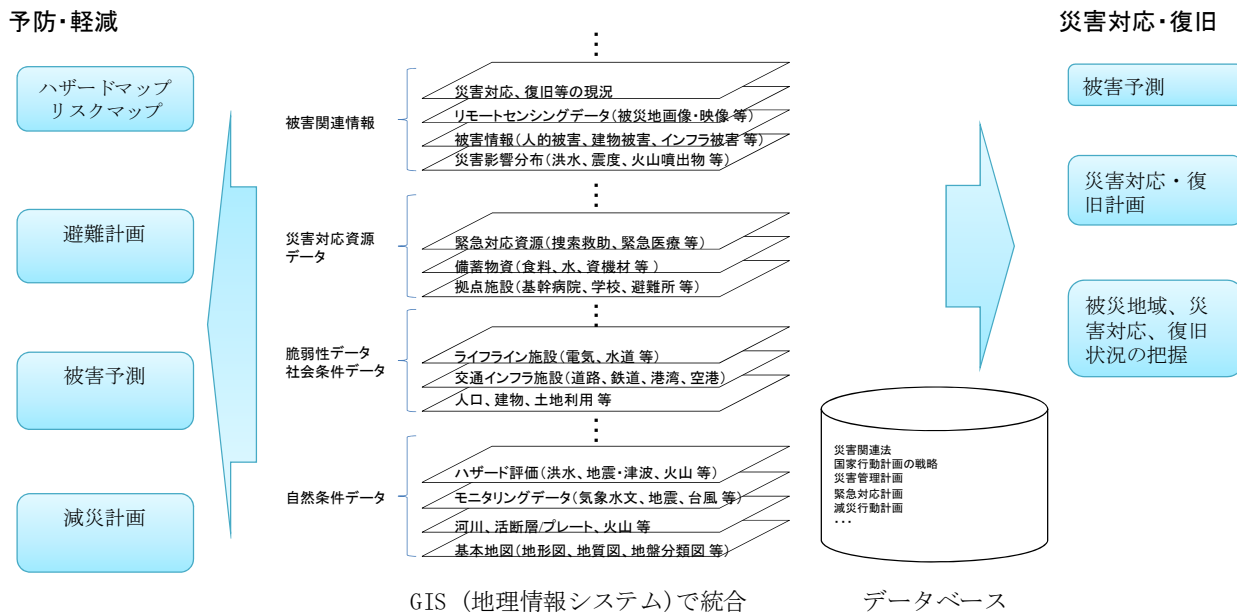 予防・軽減
ハザードマップ
リスクマップ
避難計画
被害予測
減災計画
被害関連情報
災害対応、復旧等の現況
リモートセンシングデータ(被災地画像・映像 等)
被害情報(人的被害、建物被害、インフラ被害 等)
災害影響分布(洪水、震度、火山噴出物 等)
災害対応資源
データ
緊急対応資源(捜索救助、緊急医療 等)
備蓄物資(食料、水、資機材 等 )
拠点施設(基幹病院、学校、避難所 等)
脆弱性データ
社会条件データ
ライフライン施設(電気、水道 等)
交通インフラ施設(道路、鉄道、港湾、空港)
人口、建物、土地利用 等
自然条件データ
ハザード評価(洪水、地震・津波、火山 等)
モニタリングデータ(気象水文、地震、台風 等)
河川、活断層/プレート、火山 等
基本地図(地形図、地質図、地盤分類図 等)
GIS (地理情報システム)で統合
災害関連法
国家行動計画の戦略
災害管理計画
緊急対応計画
減災行動計画
・・・
データベース
災害対応・復旧
被害予測
災害対応・復
旧計画
被災地域、災
害対応、復旧
状況の把握